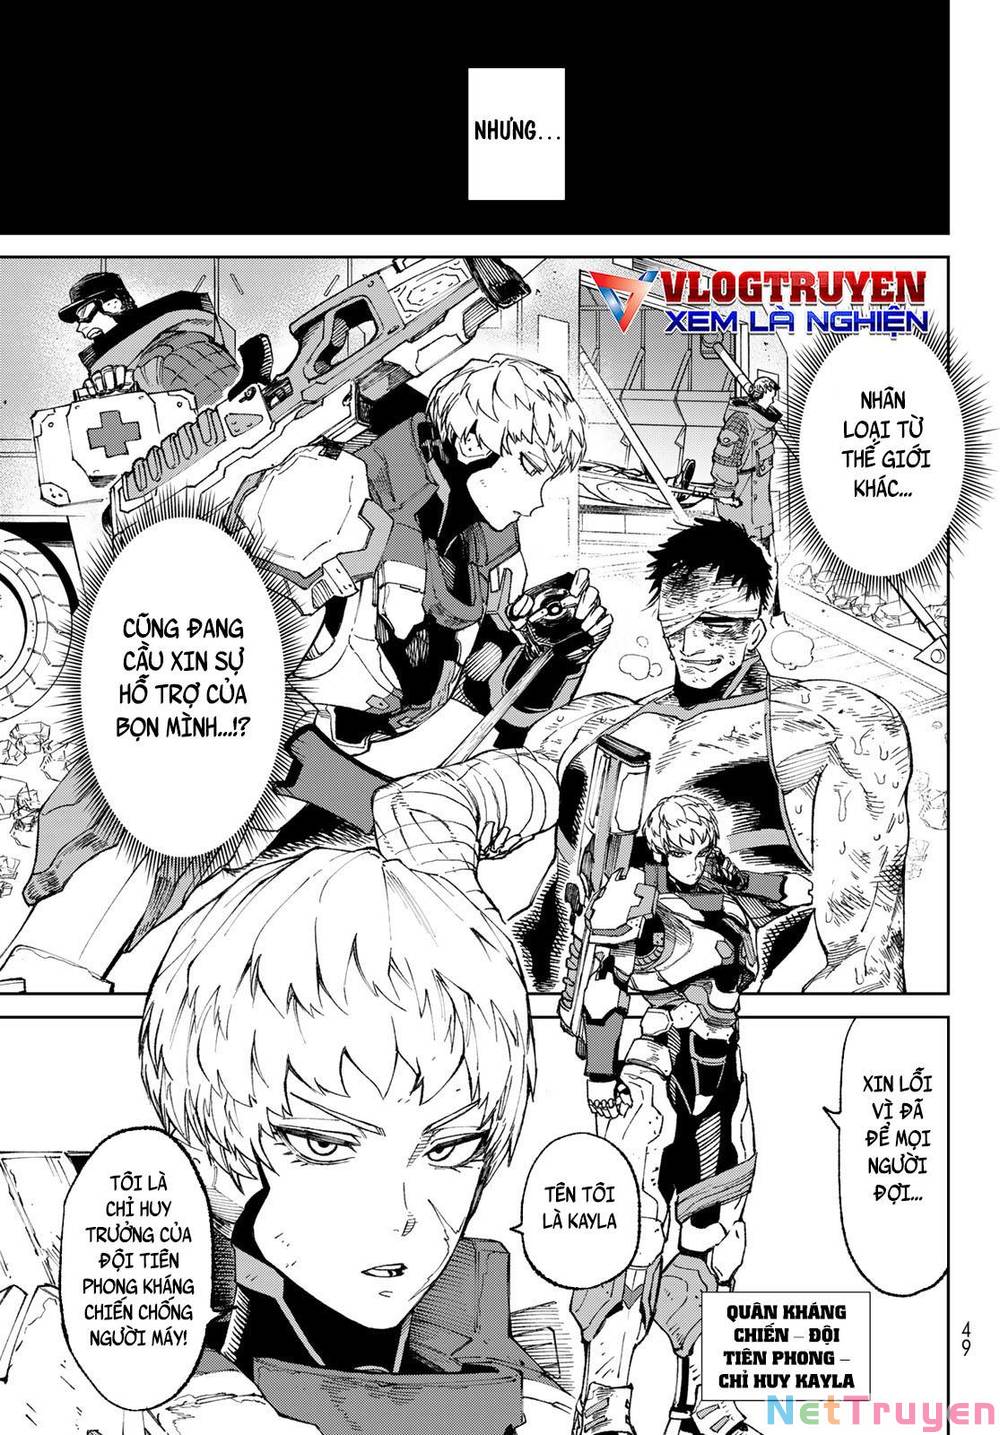 NHƯNG...
VLOGTRUYEN
XEM LÀ NGHIỆN
NHÂN
LOẠI TỪ
THẾ GIỚI
KHÁC...
CŨNG ĐANG
CẦU XIN SỰ
HỖ TRỢ CỦA
BỌN MÌNH...!?
XIN LỖI
VÌ ĐÃ
ĐỂ MỌI
NGƯỜI
ĐỢI...
TÊN TÔI
LÀ KAYLA
TÔI LÀ
CHỈ HUY
TRƯỞNG CỦA
ĐỘI TIÊN
PHONG KHÁNG
CHIẾN CHỐNG
NGƯỜI MÁY!
QUÂN KHÁNG
CHIẾN – ĐỘI
TIÊN PHONG –
CHỈ HUY KAYLA
49
NetTruyen